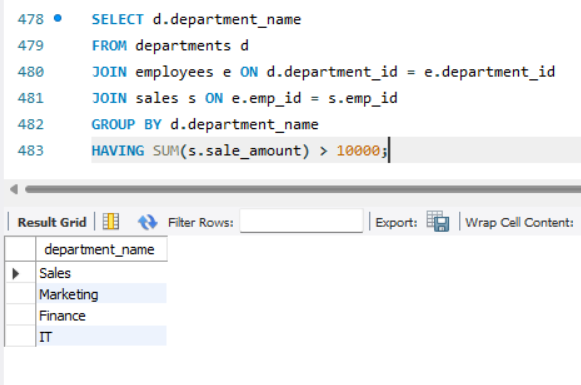 478 SELECT d.department_name
479 FROM departments d
480 JOIN employees e ON d.department_id = e.department_id
481 JOIN sales s ON e.emp_id = s.emp_id
482 GROUP BY d.department_name
483 HAVING SUM(s.sale_amount) > 10000;
Result Grid Filter Rows: Export: Wrap Cell Content:
department_name
Sales
Marketing
Finance
IT